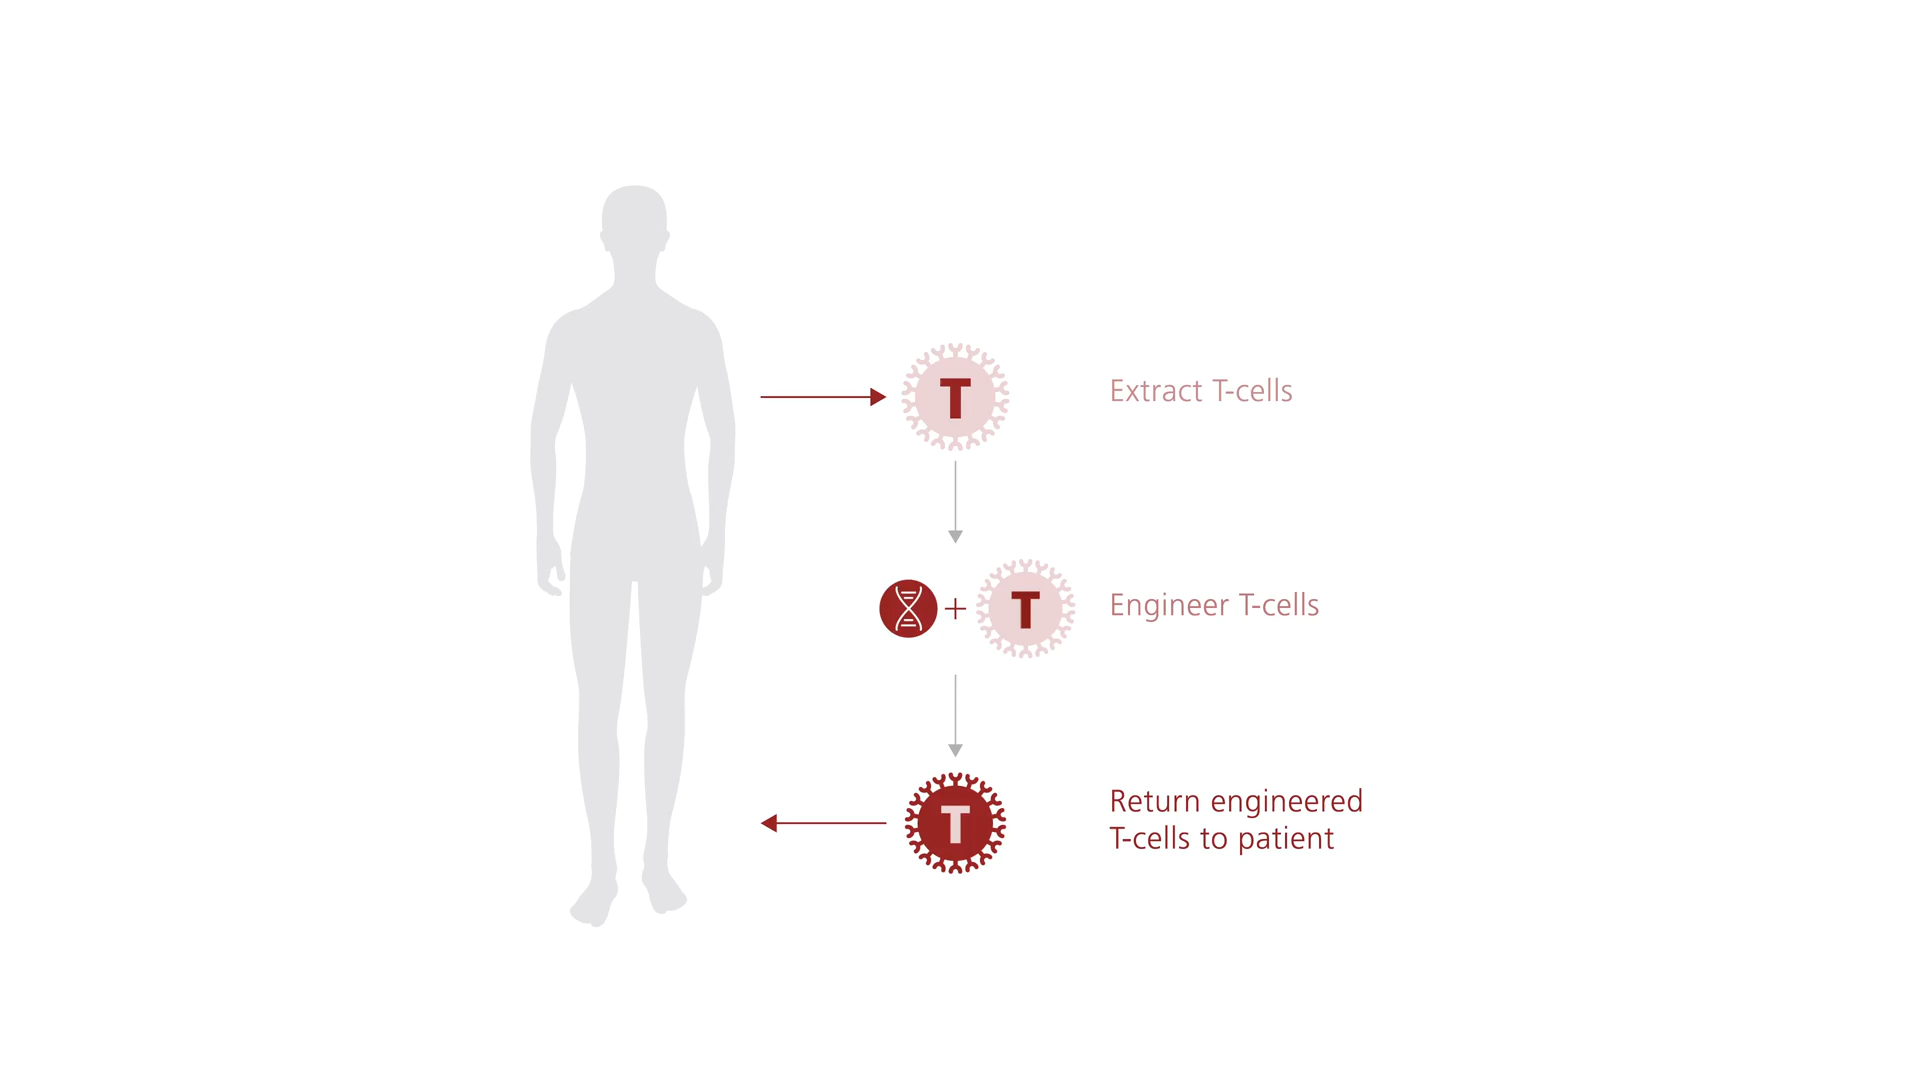 T
Extract T-cells
T
Engineer T-cells
T
Return engineered
T-cells to patient